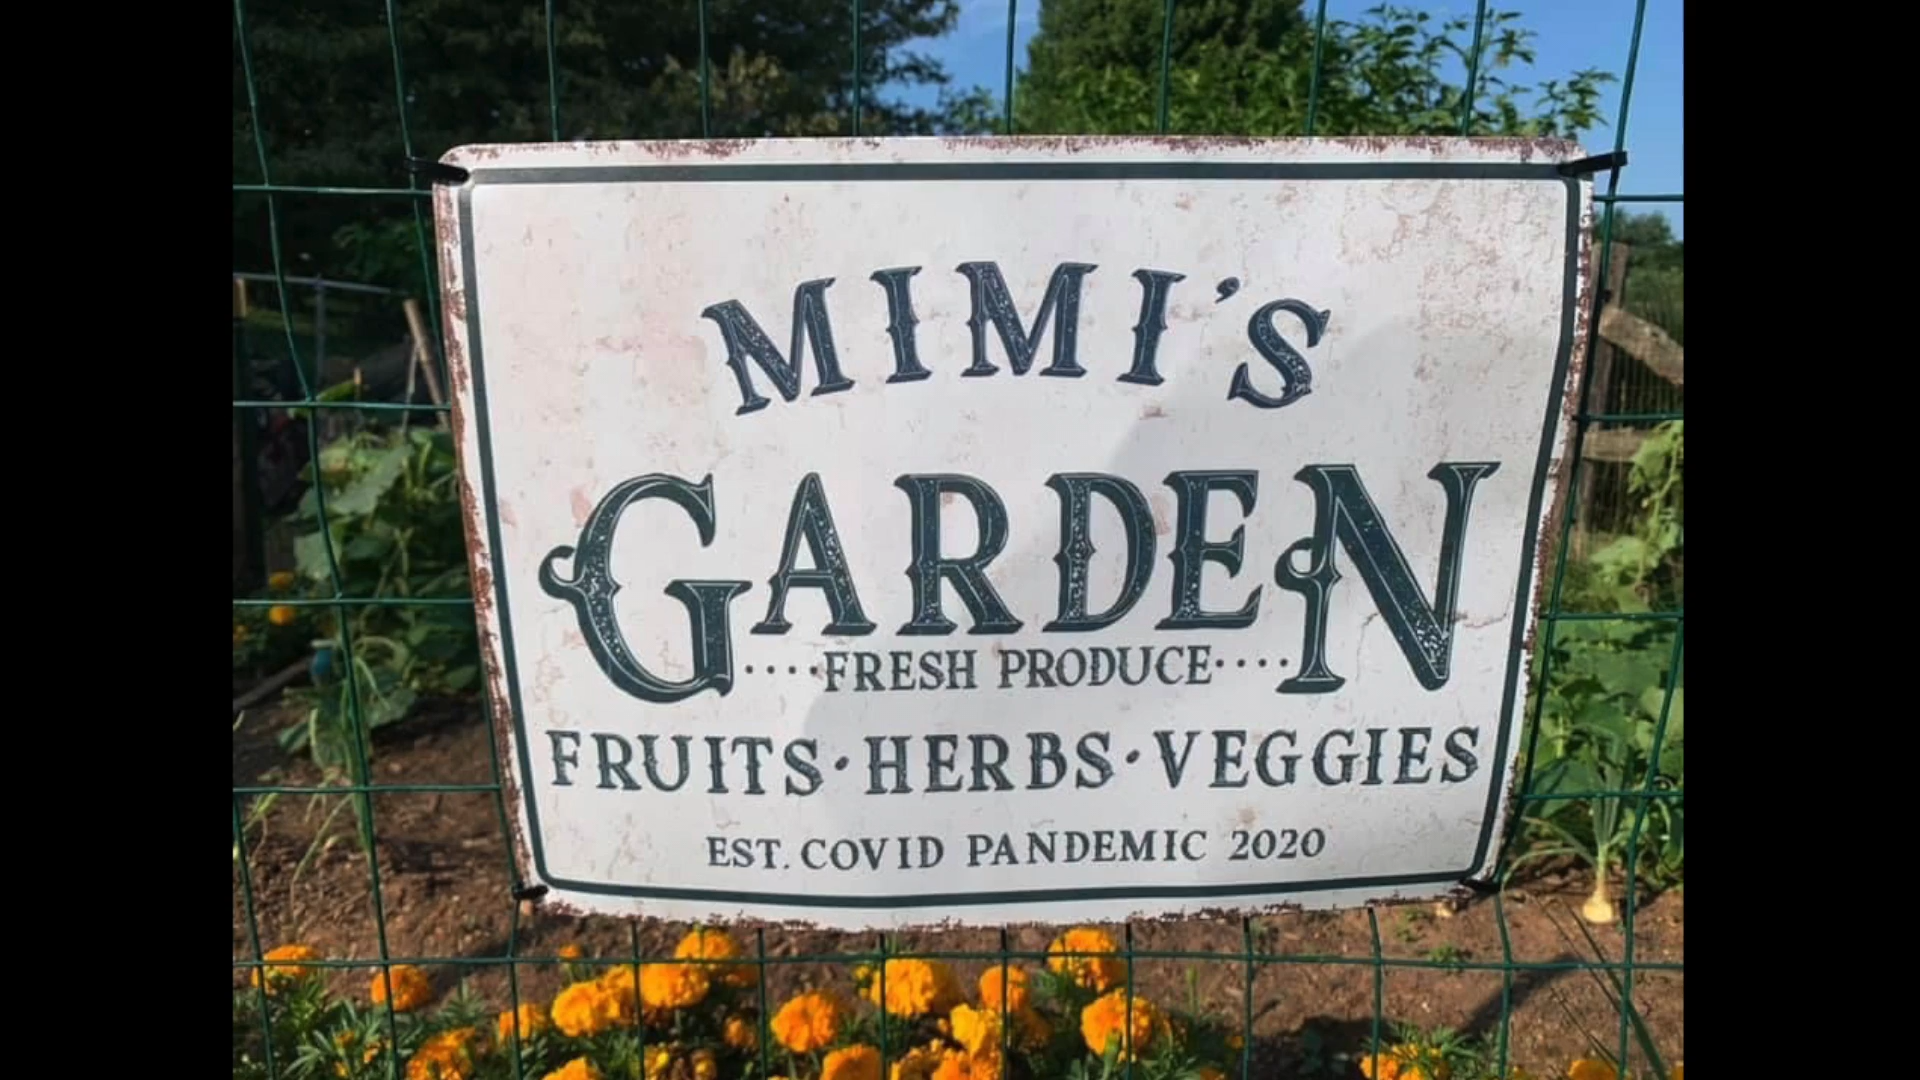 MIMI'S
GARDEN
····FRESH PRODUCE····
FRUITS·HERBS·VEGGIES
EST. COVID PANDEMIC 2020